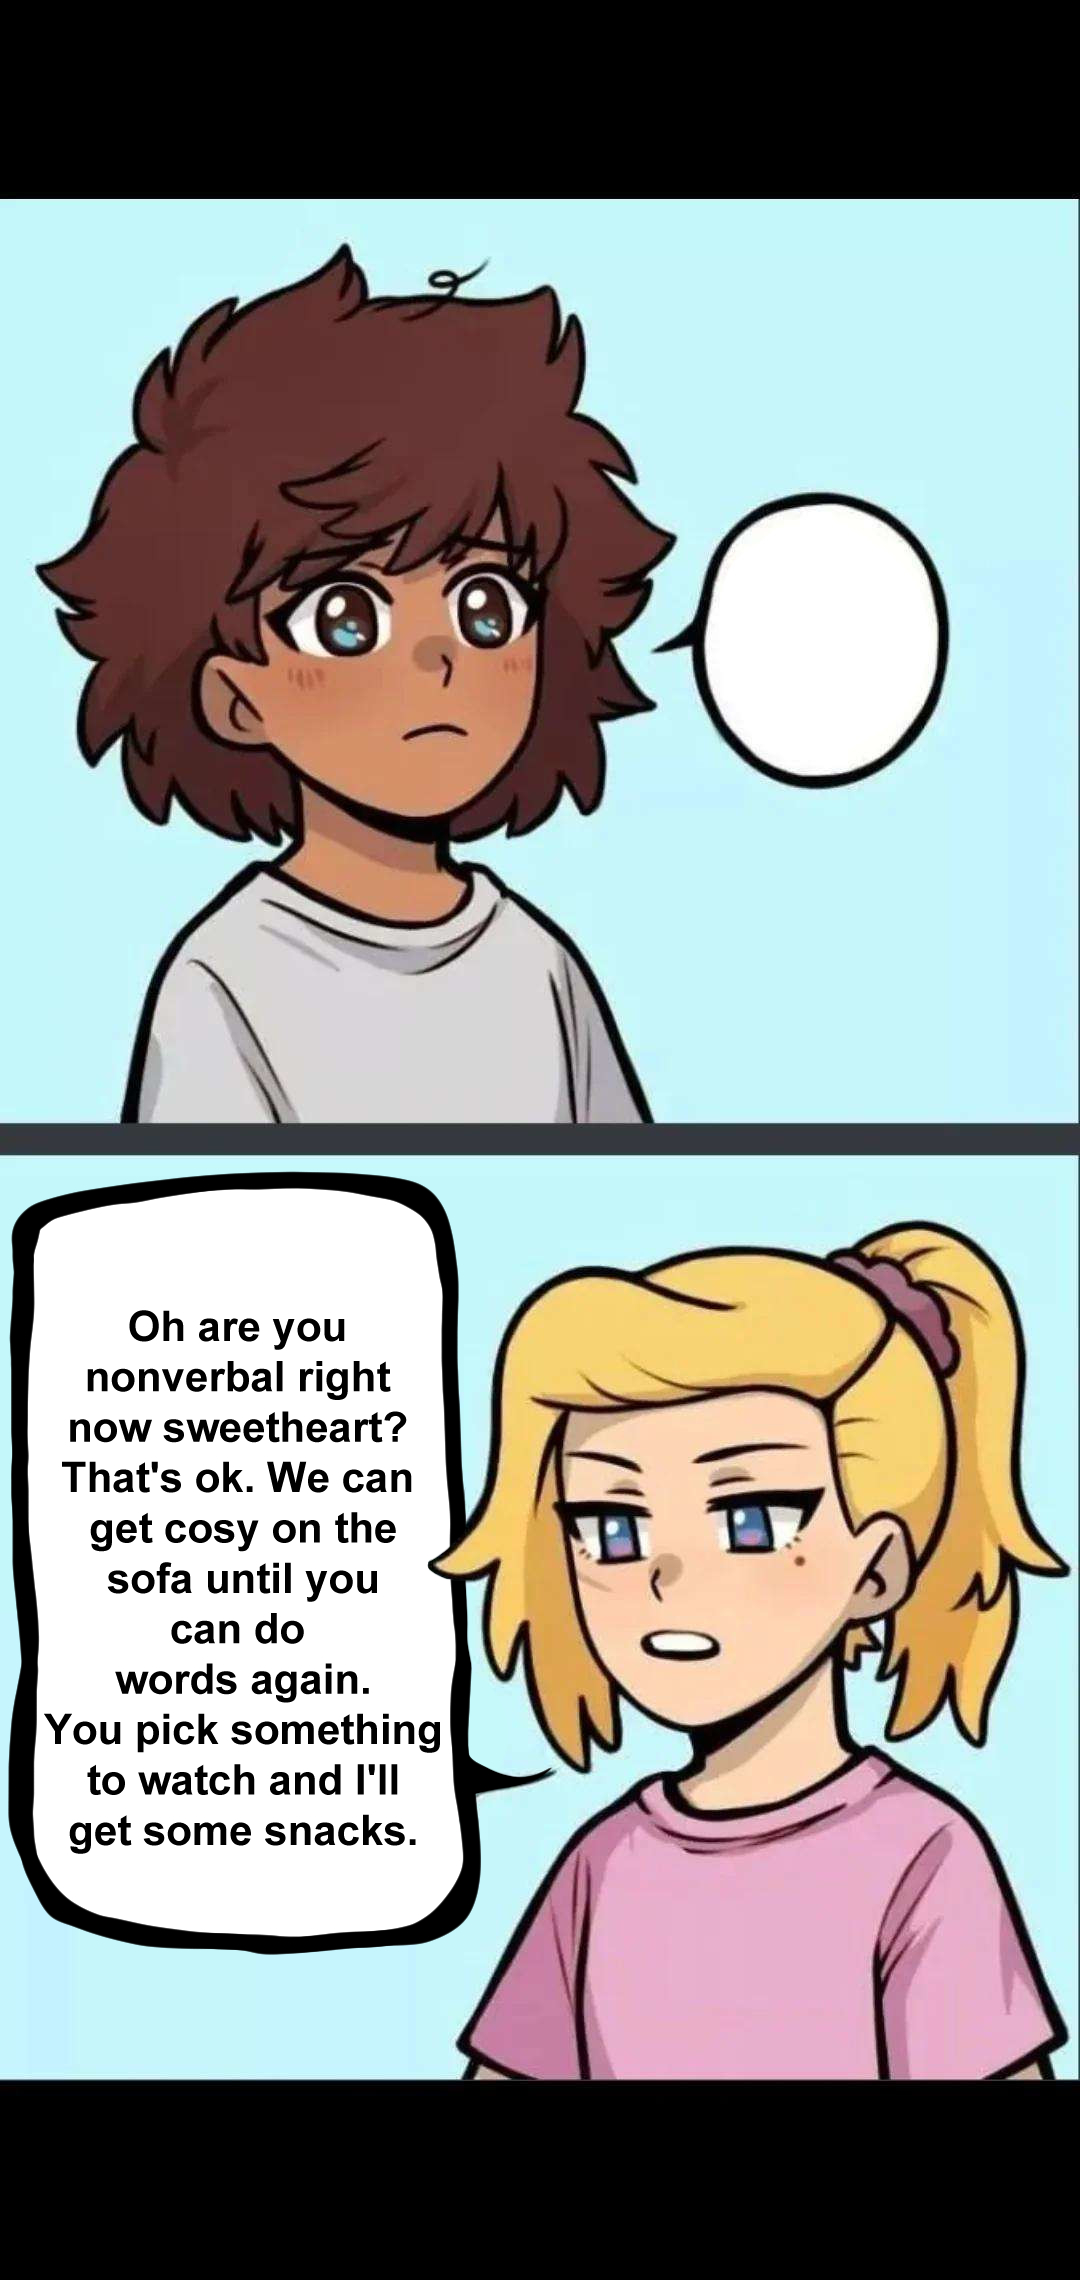 Oh are you
nonverbal right
now sweetheart?
That's ok. We can
get cosy on the
sofa until you
can do
words again.
You pick something
to watch and I'll
get some snacks.